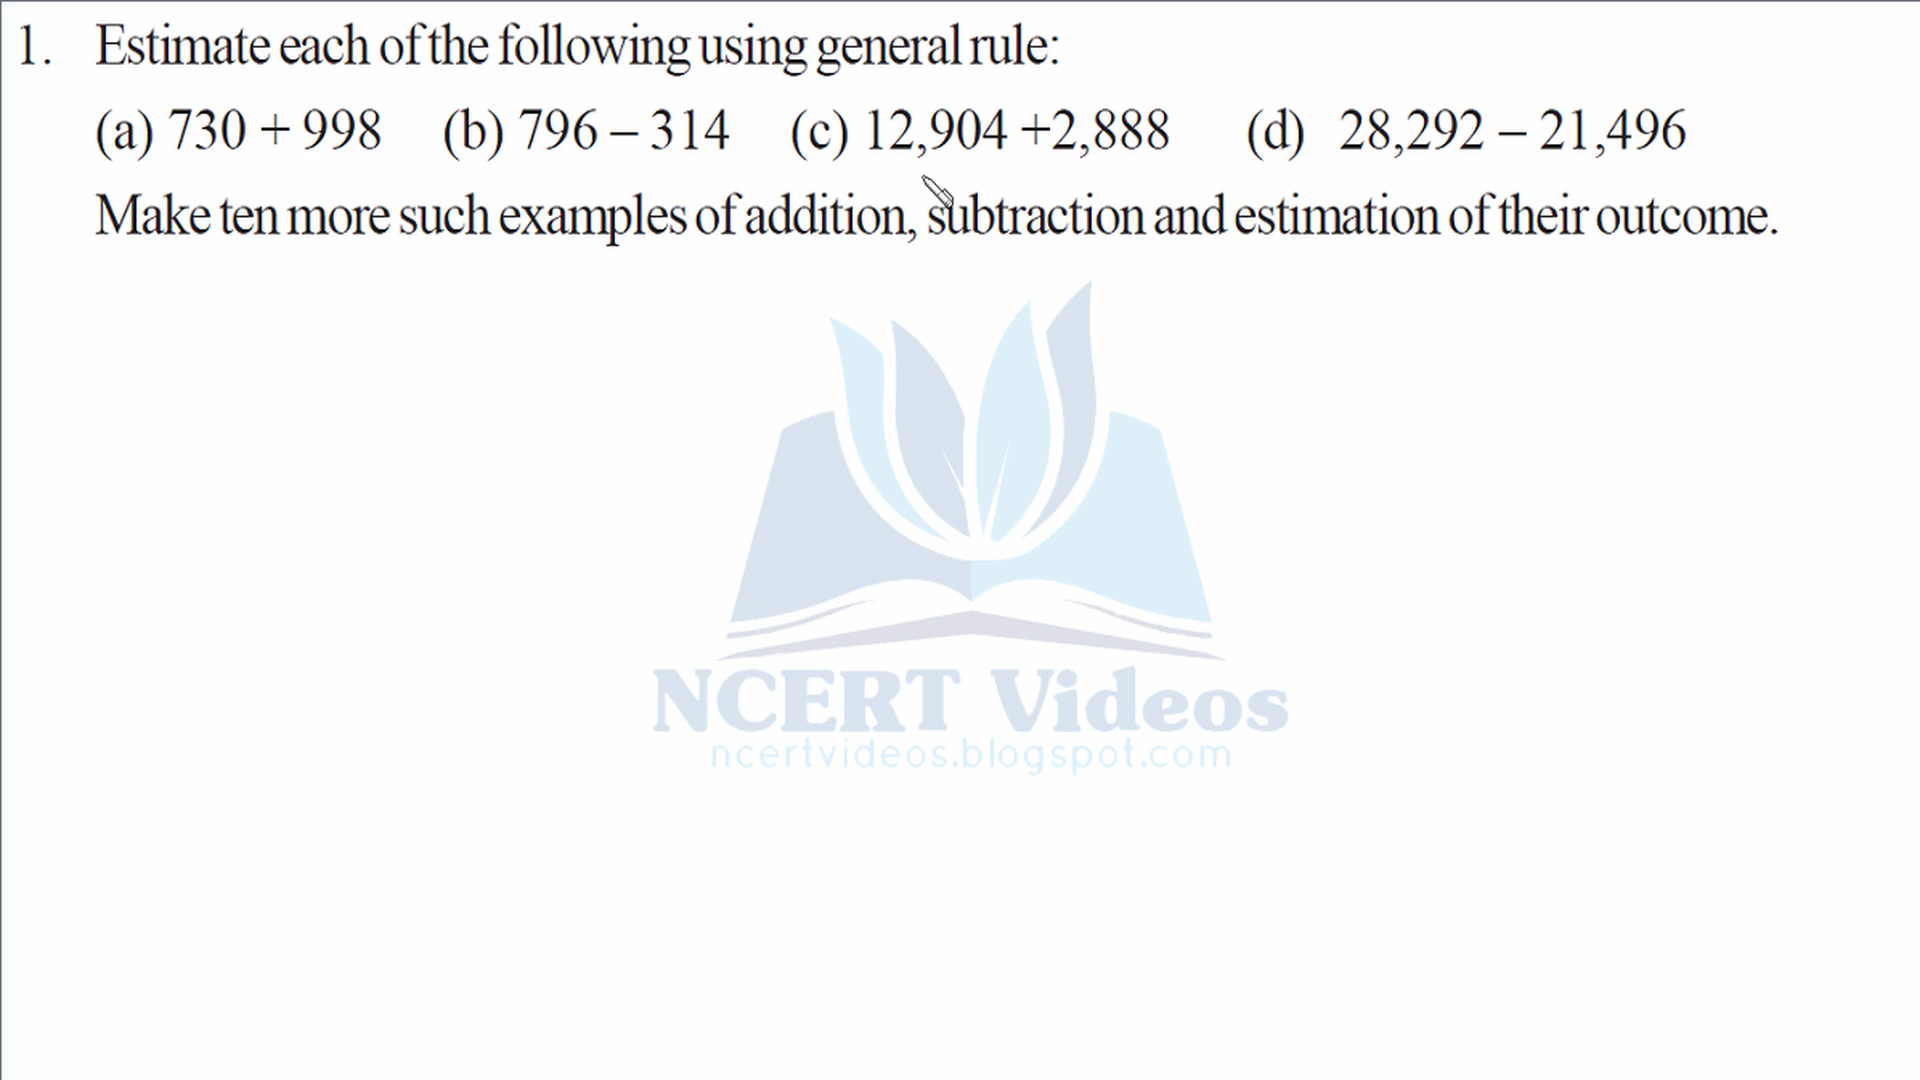 1. Estimate each of the following using general rule:
(a) 730 + 998 (b) 796 – 314 (c) 12,904 +2,888 (d) 28,292 – 21,496
Make ten more such examples of addition, subtraction and estimation of their outcome.
NCERT Videos
ncertvideos.blogspot.com